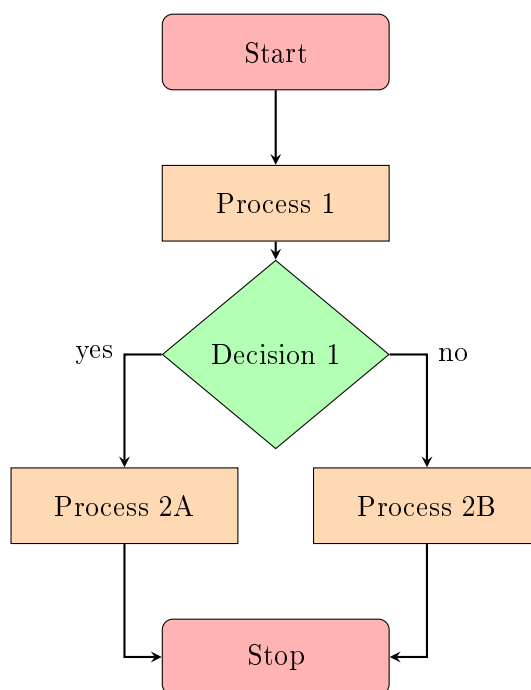 Start
Process 1
Decision 1
yes
no
Process 2A
Process 2B
Stop